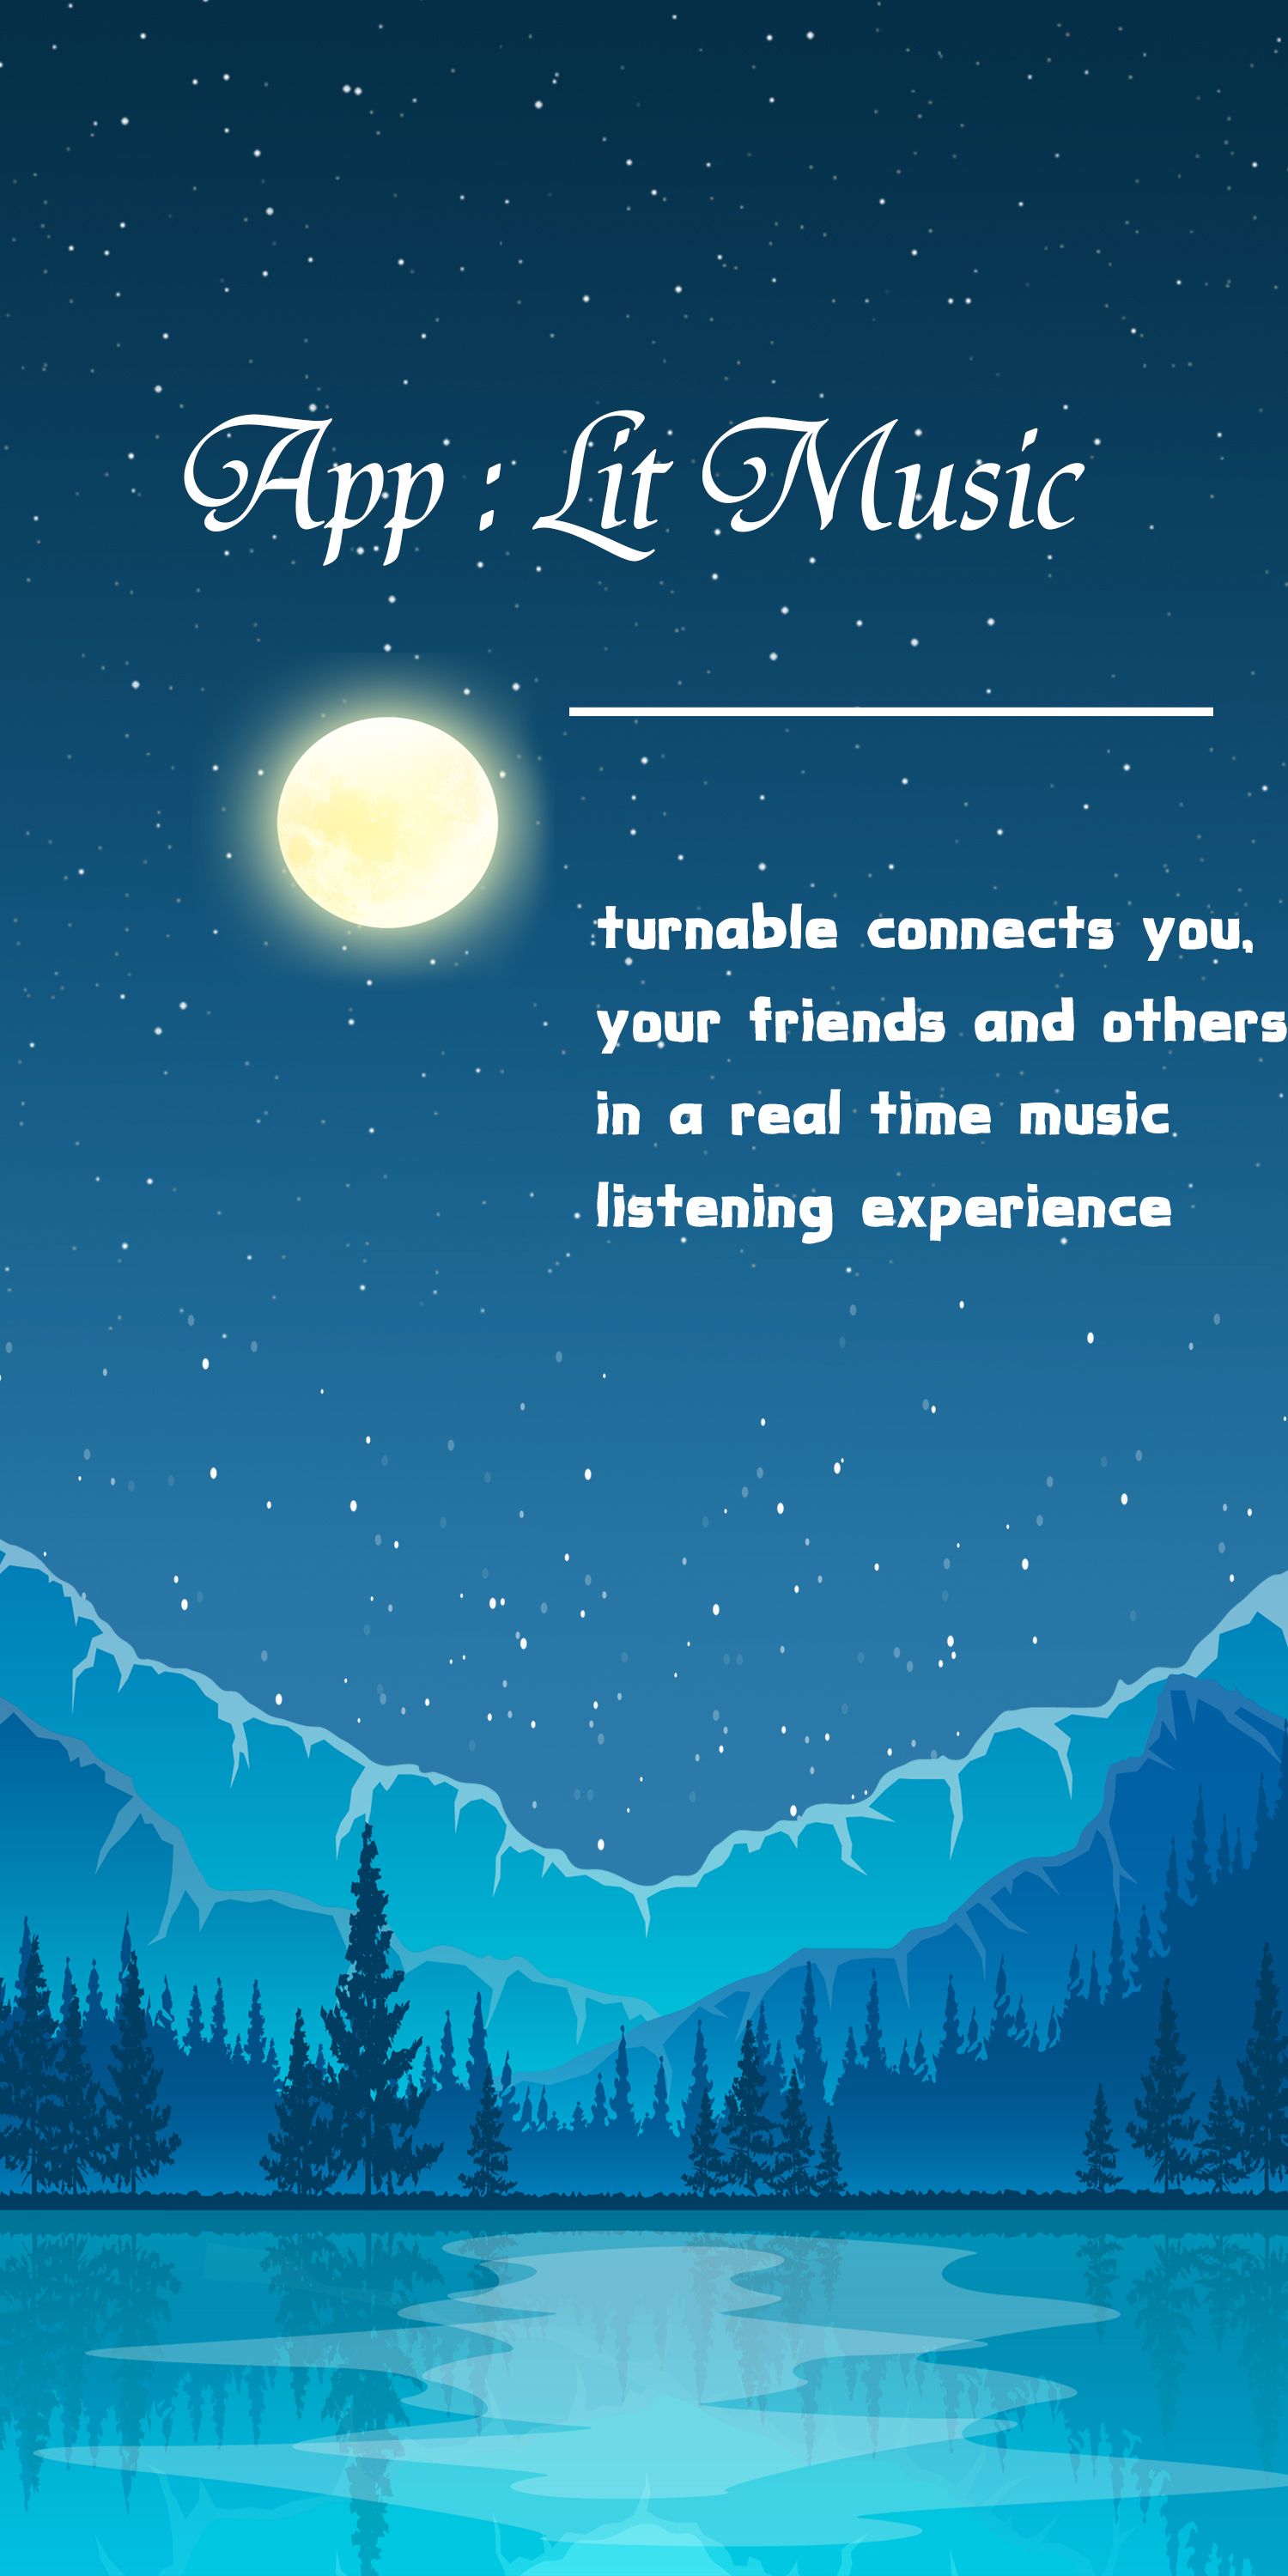 App : Lit Music
turnable connects you,
your friends and others
in a real time music
listening experience